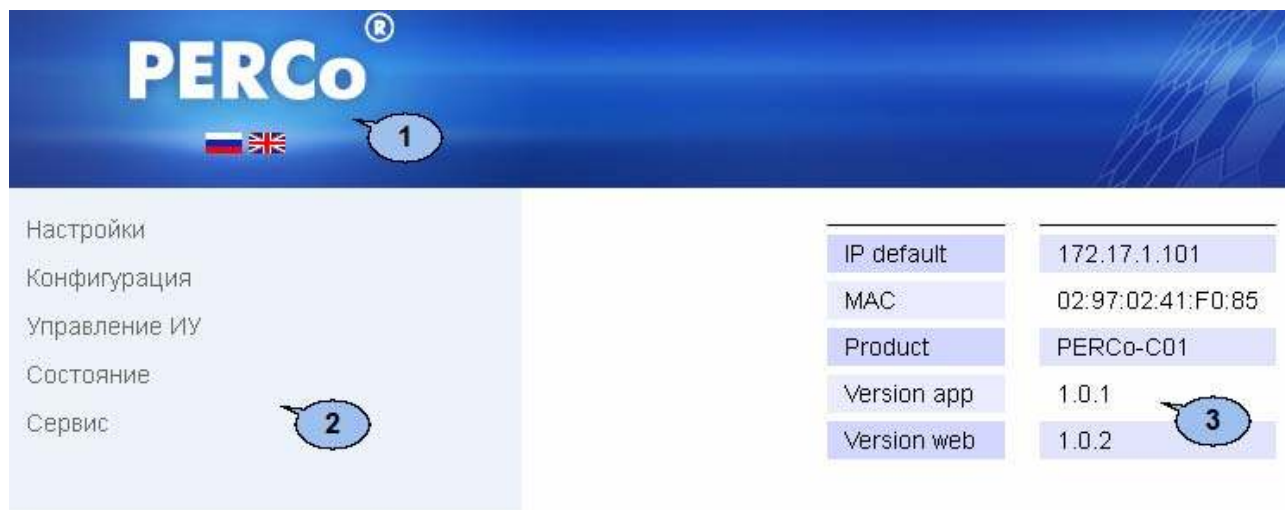 PERCo®
1
Настройки
Конфигурация
Управление ИУ
Состояние
Сервис
2
IP default 172.17.1.101
MAC 02:97:02:41:F0:85
Product PERCo-C01
Version app 1.0.1
Version web 1.0.2
3